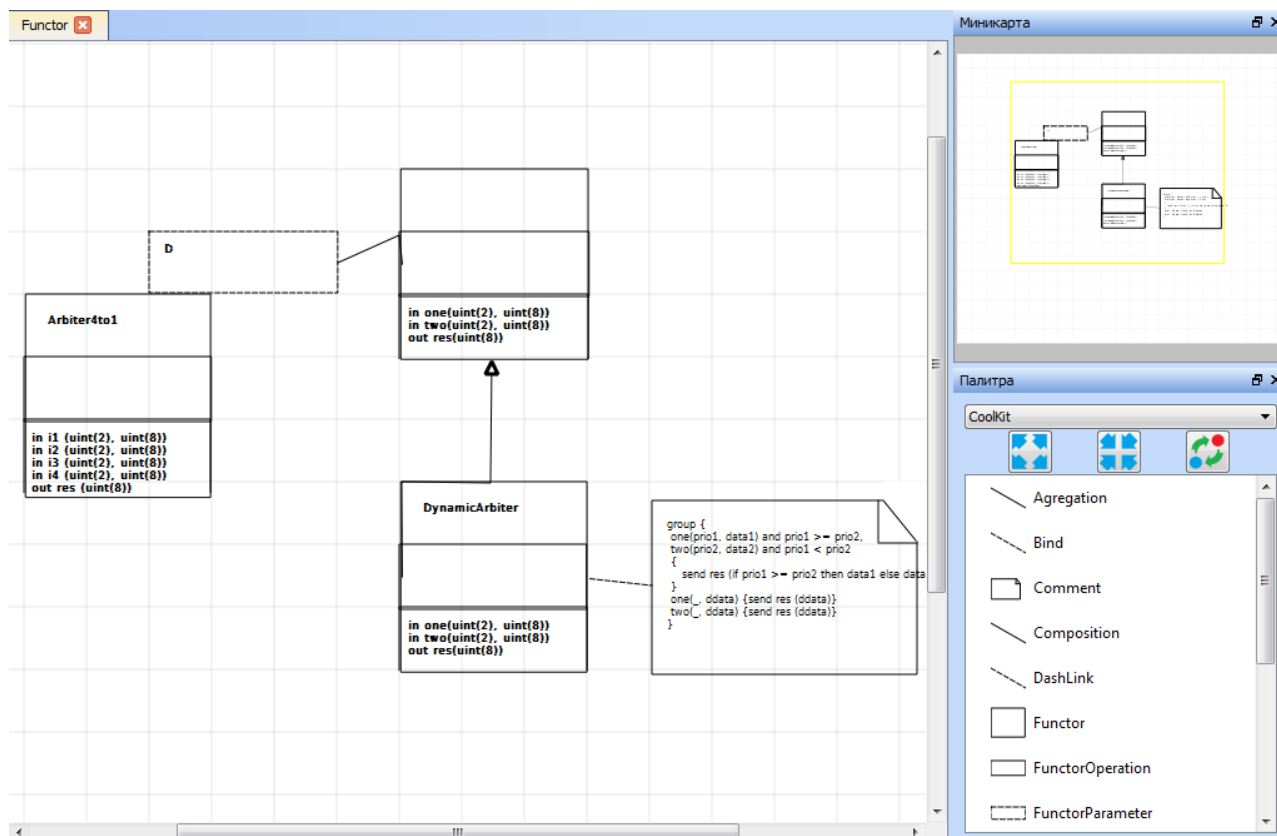 Functor
D
Arbiter4to1
in i1 (uint(2), uint(8))
in i2 (uint(2), uint(8))
in i3 (uint(2), uint(8))
in i4 (uint(2), uint(8))
out res (uint(8))
in one(uint(2), uint(8))
in two(uint(2), uint(8))
out res(uint(8))
DynamicArbiter
in one(uint(2), uint(8))
in two(uint(2), uint(8))
out res(uint(8))
group {
one(prio1, data1) and prio1 >= prio2,
two(prio2, data2) and prio1 < prio2
{
send res (if prio1 >= prio2 then data1 else data
}
one(_, ddata) {send res (ddata)}
two(_, ddata) {send res (ddata)}
}
Миникарта
Палитра
CoolKit
Agregation
Bind
Comment
Composition
DashLink
Functor
FunctorOperation
FunctorParameter